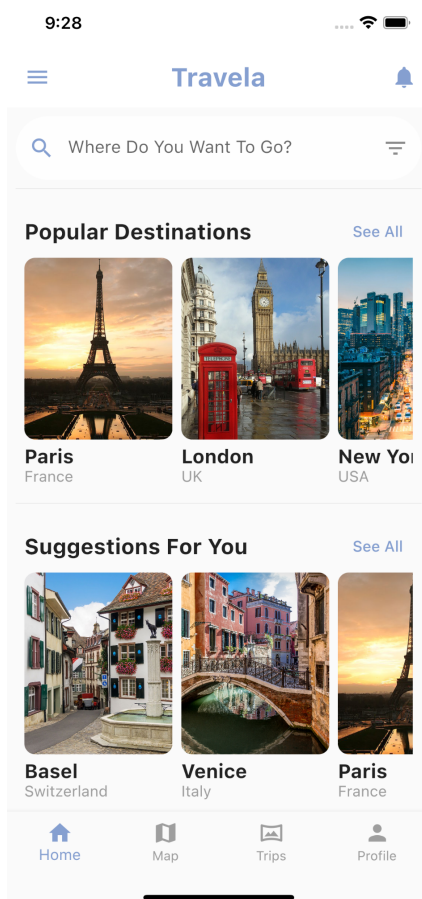 9:28
Travela
Where Do You Want To Go?
Popular Destinations See All
TELEPHONE
Paris London New Yor
France UK USA
Suggestions For You See All
Basel Venice Paris
Switzerland Italy France
Home Map Trips Profile